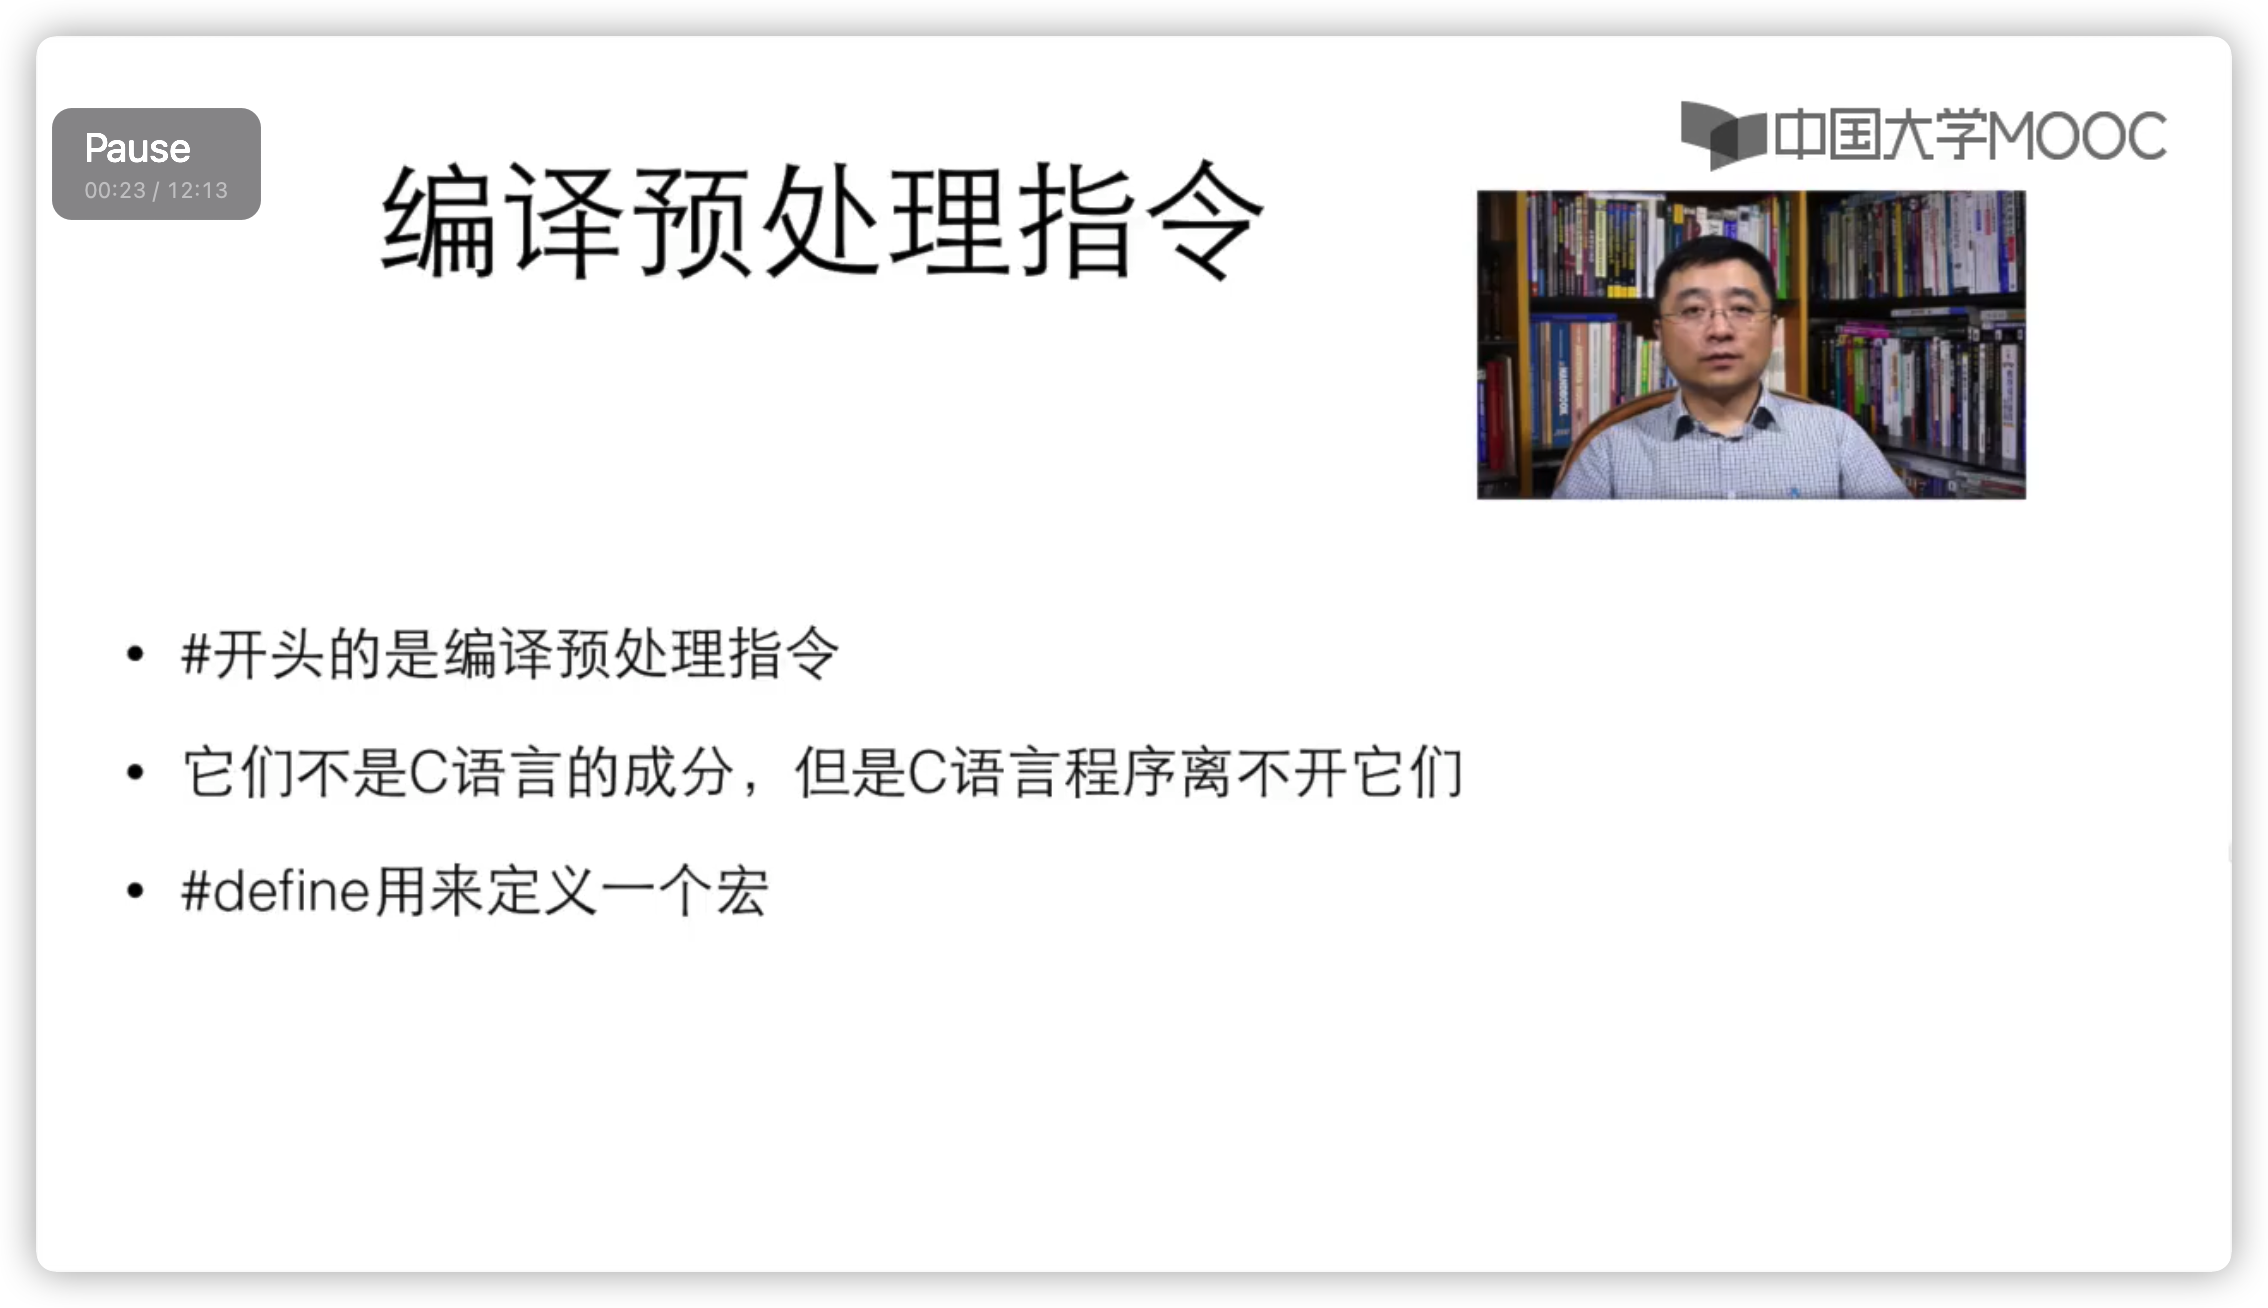 Pause
00:23 / 12:13
中国大学MOOC
编译预处理指令
HANDBOOK
• #开头的是编译预处理指令
• 它们不是C语言的成分，但是C语言程序离不开它们
• #define用来定义一个宏